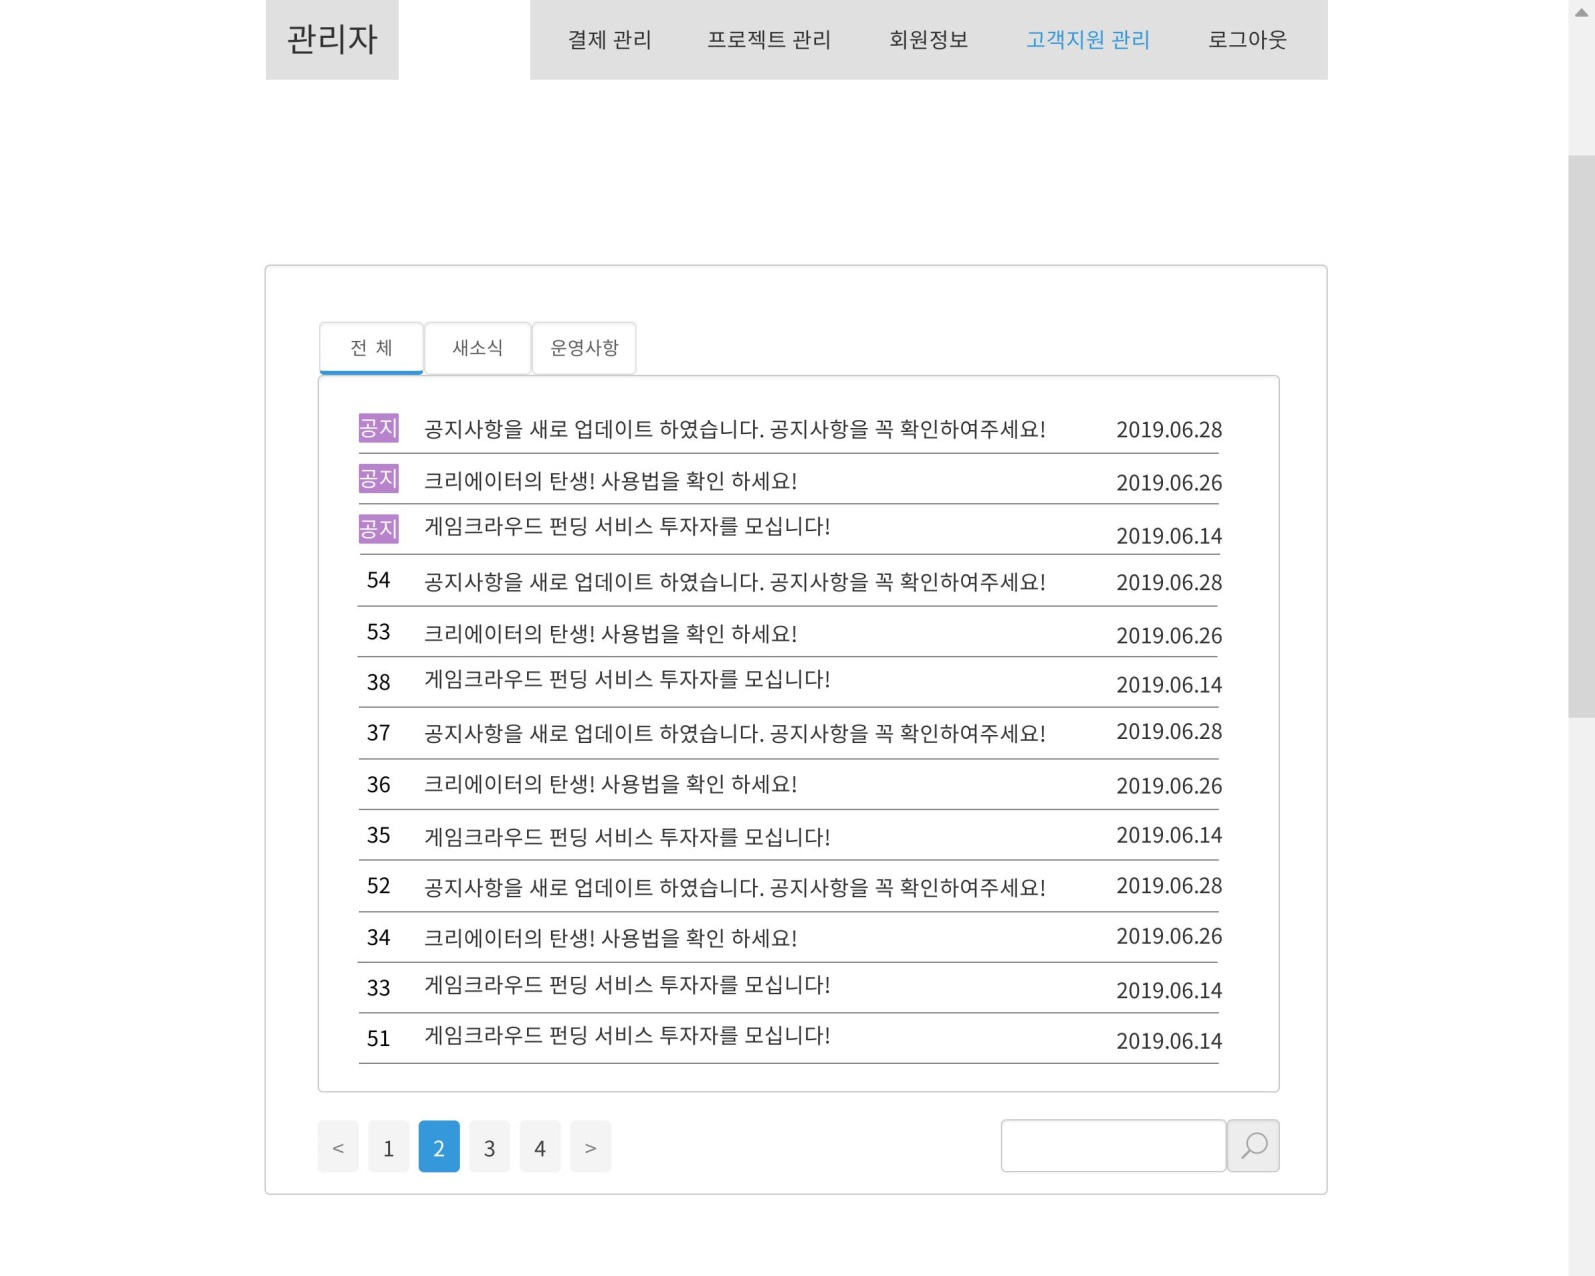 관리자 결제 관리 프로젝트 관리 회원정보 고객지원 관리 로그아웃
전 체 새소식 운영사항
공지 공지사항을 새로 업데이트 하였습니다. 공지사항을 꼭 확인하여주세요! 2019.06.28
공지 크리에이터의 탄생! 사용법을 확인 하세요! 2019.06.26
공지 게임크라우드 펀딩 서비스 투자자를 모십니다! 2019.06.14
54 공지사항을 새로 업데이트 하였습니다. 공지사항을 꼭 확인하여주세요! 2019.06.28
53 크리에이터의 탄생! 사용법을 확인 하세요! 2019.06.26
38 게임크라우드 펀딩 서비스 투자자를 모십니다! 2019.06.14
37 공지사항을 새로 업데이트 하였습니다. 공지사항을 꼭 확인하여주세요! 2019.06.28
36 크리에이터의 탄생! 사용법을 확인 하세요! 2019.06.26
35 게임크라우드 펀딩 서비스 투자자를 모십니다! 2019.06.14
52 공지사항을 새로 업데이트 하였습니다. 공지사항을 꼭 확인하여주세요! 2019.06.28
34 크리에이터의 탄생! 사용법을 확인 하세요! 2019.06.26
33 게임크라우드 펀딩 서비스 투자자를 모십니다! 2019.06.14
51 게임크라우드 펀딩 서비스 투자자를 모십니다! 2019.06.14
< 1 2 3 4 >